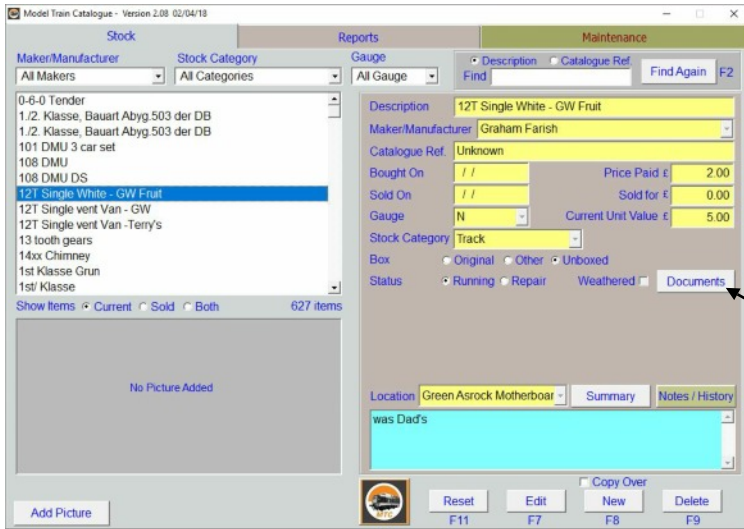 Model Train Catalogue - Version 2.08 02/04/18
Stock
Reports
Maintenance
Maker/Manufacturer
Stock Category
Gauge
All Makers
All Categories
All Gauge
Description
Catalogue Ref.
Find
Find Again
F2
0-6-0 Tender
1./2. Klasse, Bauart Abyg.503 der DB
1./2. Klasse, Bauart Abyg.503 der DB
101 DMU 3 car set
108 DMU
108 DMU DS
12T Single White - GW Fruit
12T Single vent Van - GW
12T Single vent Van -Terry's
13 tooth gears
14xx Chimney
1st Klasse Grun
1st/ Klasse
Show Items Current Sold Both 627 items
No Picture Added
Add Picture
Description 12T Single White - GW Fruit
Maker/Manufacturer Graham Farish
Catalogue Ref. Unknown
Bought On / / Price Paid £ 2.00
Sold On / / Sold for £ 0.00
Gauge N Current Unit Value £ 5.00
Stock Category Track
Box Original Other Unboxed
Status Running Repair Weathered Documents
Location Green Asrock Motherboar Summary Notes / History
was Dad's
Copy Over
MTC
Reset Edit New Delete
F11 F7 F8 F9